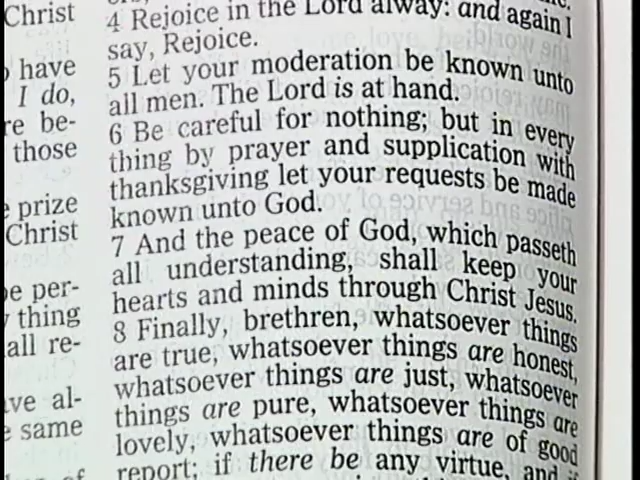 Christ
have
I do,
re be-
those
prize
Christ
be per-
thing
all re-
ave al-
same
4 Rejoice in the Lord alway: and again I
say, Rejoice.
5 Let your moderation be known unto
all men. The Lord is at hand.
6 Be careful for nothing; but in every
thing by prayer and supplication with
thanksgiving let your requests be made
known unto God.
7 And the peace of God, which passeth
all understanding, shall keep your
hearts and minds through Christ Jesus.
8 Finally, brethren, whatsoever things
are true, whatsoever things are honest,
whatsoever things are just, whatsoever
things are pure, whatsoever things are
lovely, whatsoever things are of good
report; if there be any virtue, and if